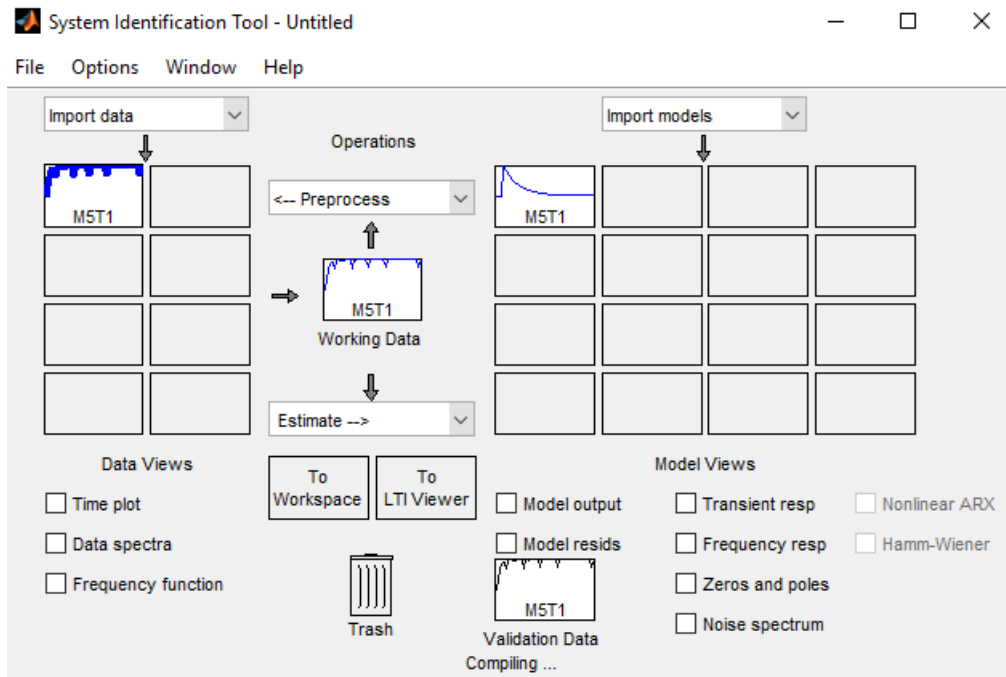 System Identification Tool - Untitled
File Options Window Help
Import data
Import models
Operations
M5T1
<-- Preprocess
M5T1
M5T1
Working Data
Estimate -->
Data Views
Model Views
To Workspace
To LTI Viewer
Time plot
Data spectra
Frequency function
Model output
Transient resp
Nonlinear ARX
Model resids
Frequency resp
Hamm-Wiener
Zeros and poles
M5T1
Noise spectrum
Trash
Validation Data
Compiling ...